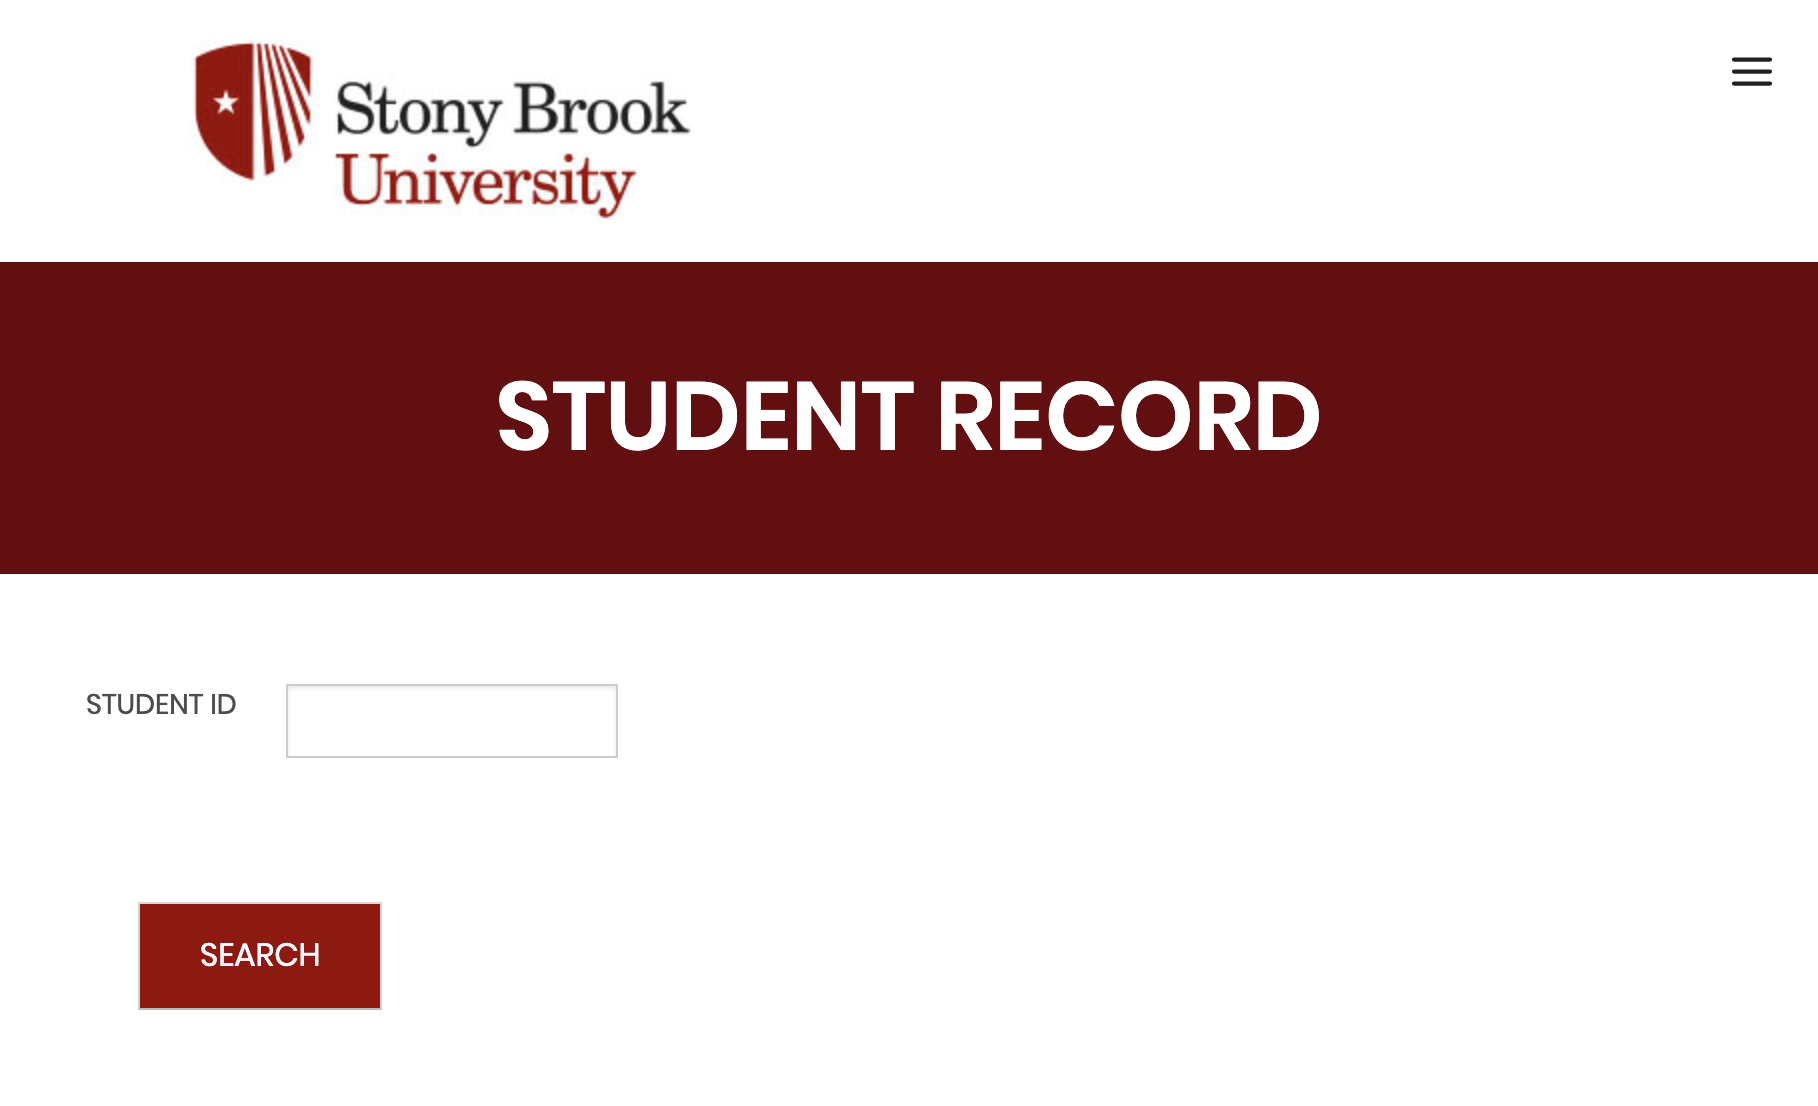 Stony Brook
University
STUDENT RECORD
STUDENT ID
SEARCH